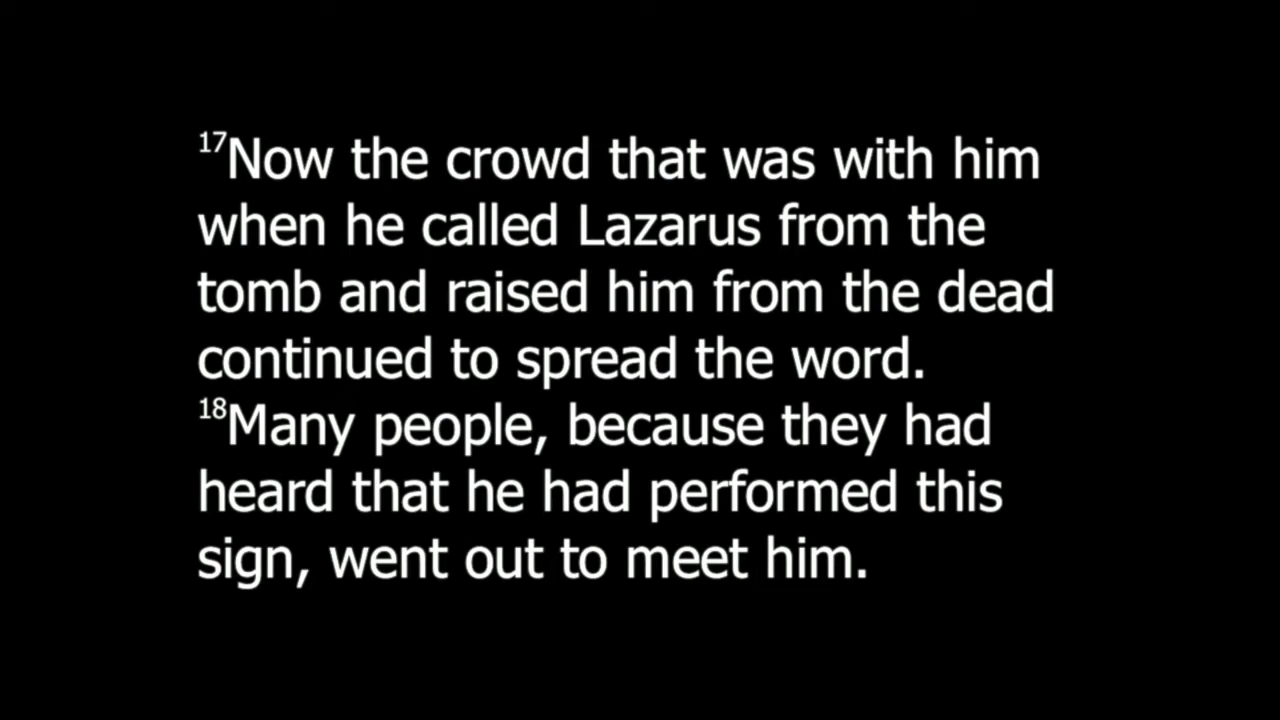 17Now the crowd that was with him
when he called Lazarus from the
tomb and raised him from the dead
continued to spread the word.
18Many people, because they had
heard that he had performed this
sign, went out to meet him.